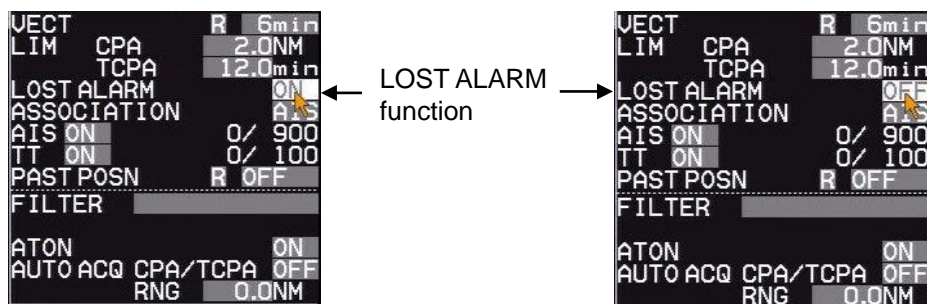 VECT R 6min
LIM CPA 2.0NM
TCPA 12.0min
LOST ALARM ON
ASSOCIATION AIS
AIS ON 0/ 900
TT ON 0/ 100
PAST POSN R OFF
FILTER
ATON ON
AUTO ACQ CPA/TCPA OFF
RNG 0.0NM
LOST ALARM
function
VECT R 6min
LIM CPA 2.0NM
TCPA 12.0min
LOST ALARM OFF
ASSOCIATION AIS
AIS ON 0/ 900
TT ON 0/ 100
PAST POSN R OFF
FILTER
ATON ON
AUTO ACQ CPA/TCPA OFF
RNG 0.0NM